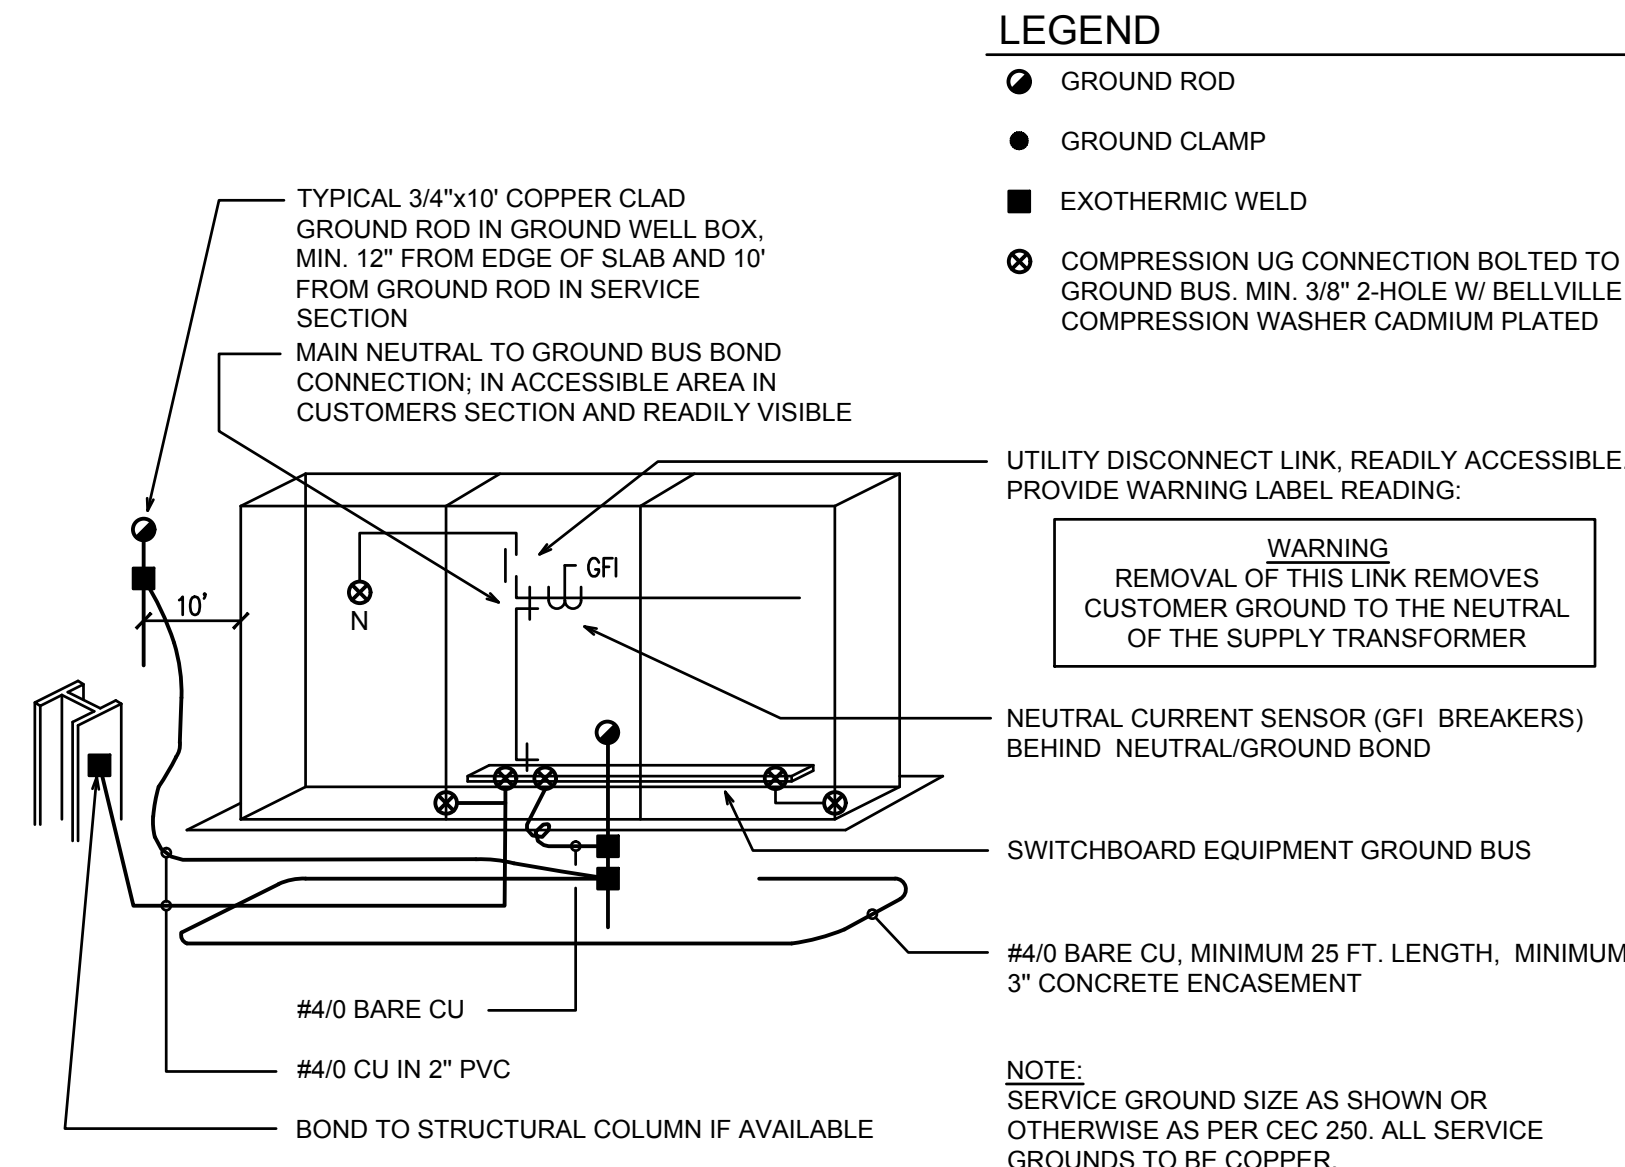 LEGEND
GROUND ROD
GROUND CLAMP
EXOTHERMIC WELD
COMPRESSION UG CONNECTION BOLTED TO
GROUND BUS. MIN. 3/8" 2-HOLE W/ BELLVILLE
COMPRESSION WASHER CADMIUM PLATED
TYPICAL 3/4"x10' COPPER CLAD
GROUND ROD IN GROUND WELL BOX,
MIN. 12" FROM EDGE OF SLAB AND 10'
FROM GROUND ROD IN SERVICE
SECTION
MAIN NEUTRAL TO GROUND BUS BOND
CONNECTION; IN ACCESSIBLE AREA IN
CUSTOMERS SECTION AND READILY VISIBLE
UTILITY DISCONNECT LINK, READILY ACCESSIBLE.
PROVIDE WARNING LABEL READING:
WARNING
REMOVAL OF THIS LINK REMOVES
CUSTOMER GROUND TO THE NEUTRAL
OF THE SUPPLY TRANSFORMER
GFI
10'
N
NEUTRAL CURRENT SENSOR (GFI BREAKERS)
BEHIND NEUTRAL/GROUND BOND
SWITCHBOARD EQUIPMENT GROUND BUS
#4/0 BARE CU, MINIMUM 25 FT. LENGTH, MINIMUM
3" CONCRETE ENCASEMENT
#4/0 BARE CU
#4/0 CU IN 2" PVC
BOND TO STRUCTURAL COLUMN IF AVAILABLE
NOTE:
SERVICE GROUND SIZE AS SHOWN OR
OTHERWISE AS PER CEC 250. ALL SERVICE
GROUNDS TO BE COPPER.